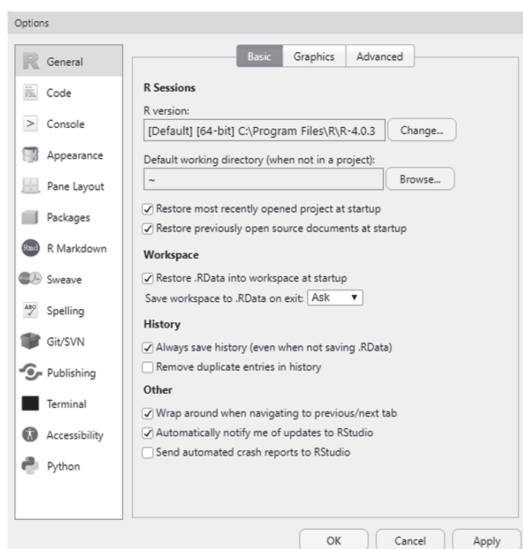 Options
General
Code
Console
Appearance
Pane Layout
Packages
R Markdown
Sweave
Spelling
Git/SVN
Publishing
Terminal
Accessibility
Python
Basic Graphics Advanced
R Sessions
R version:
[Default] [64-bit] C:\Program Files\R\R-4.0.3 Change...
Default working directory (when not in a project):
~ Browse...
Restore most recently opened project at startup
Restore previously open source documents at startup
Workspace
Restore .RData into workspace at startup
Save workspace to .RData on exit: Ask
History
Always save history (even when not saving .RData)
Remove duplicate entries in history
Other
Wrap around when navigating to previous/next tab
Automatically notify me of updates to RStudio
Send automated crash reports to RStudio
OK Cancel Apply